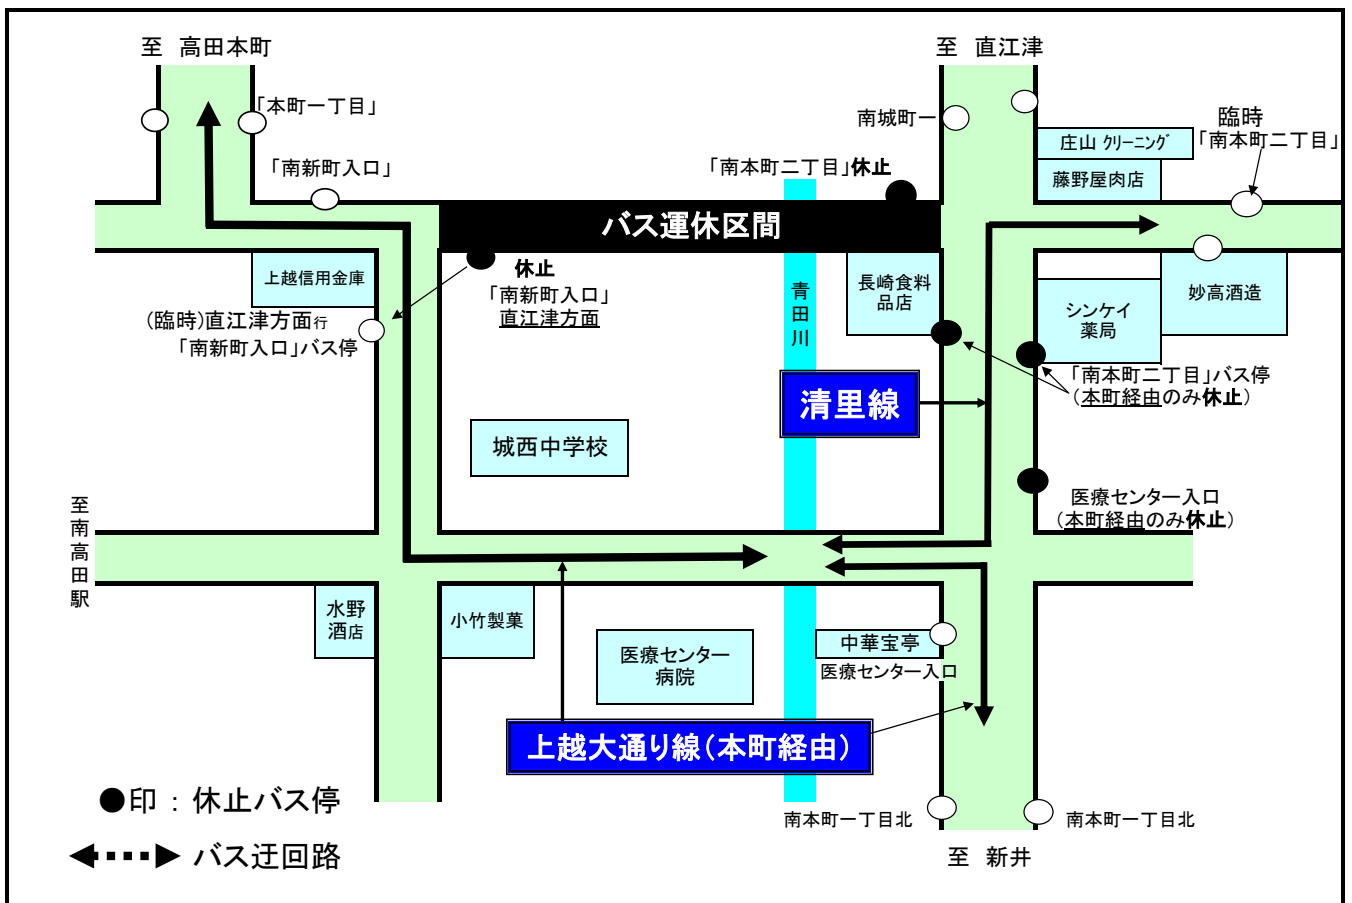 至 高田本町
至 直江津
「本町一丁目」
南城町一
臨時
「南本町二丁目」
庄山 クリーニング
藤野屋肉店
「南新町入口」
「南本町二丁目」休止
バス運休区間
上越信用金庫
休止
「南新町入口」
直江津方面
(臨時)直江津方面行
「南新町入口」バス停
青田川
長崎食料
品店
シンケイ
薬局
妙高酒造
「南本町二丁目」バス停
(本町経由のみ休止)
清里線
城西中学校
医療センター入口
(本町経由のみ休止)
至南高田駅
水野
酒店
小竹製菓
医療センター
病院
中華宝亭
医療センター入口
上越大通り線(本町経由)
●印：休止バス停
南本町一丁目北
南本町一丁目北
バス迂回路
至 新井